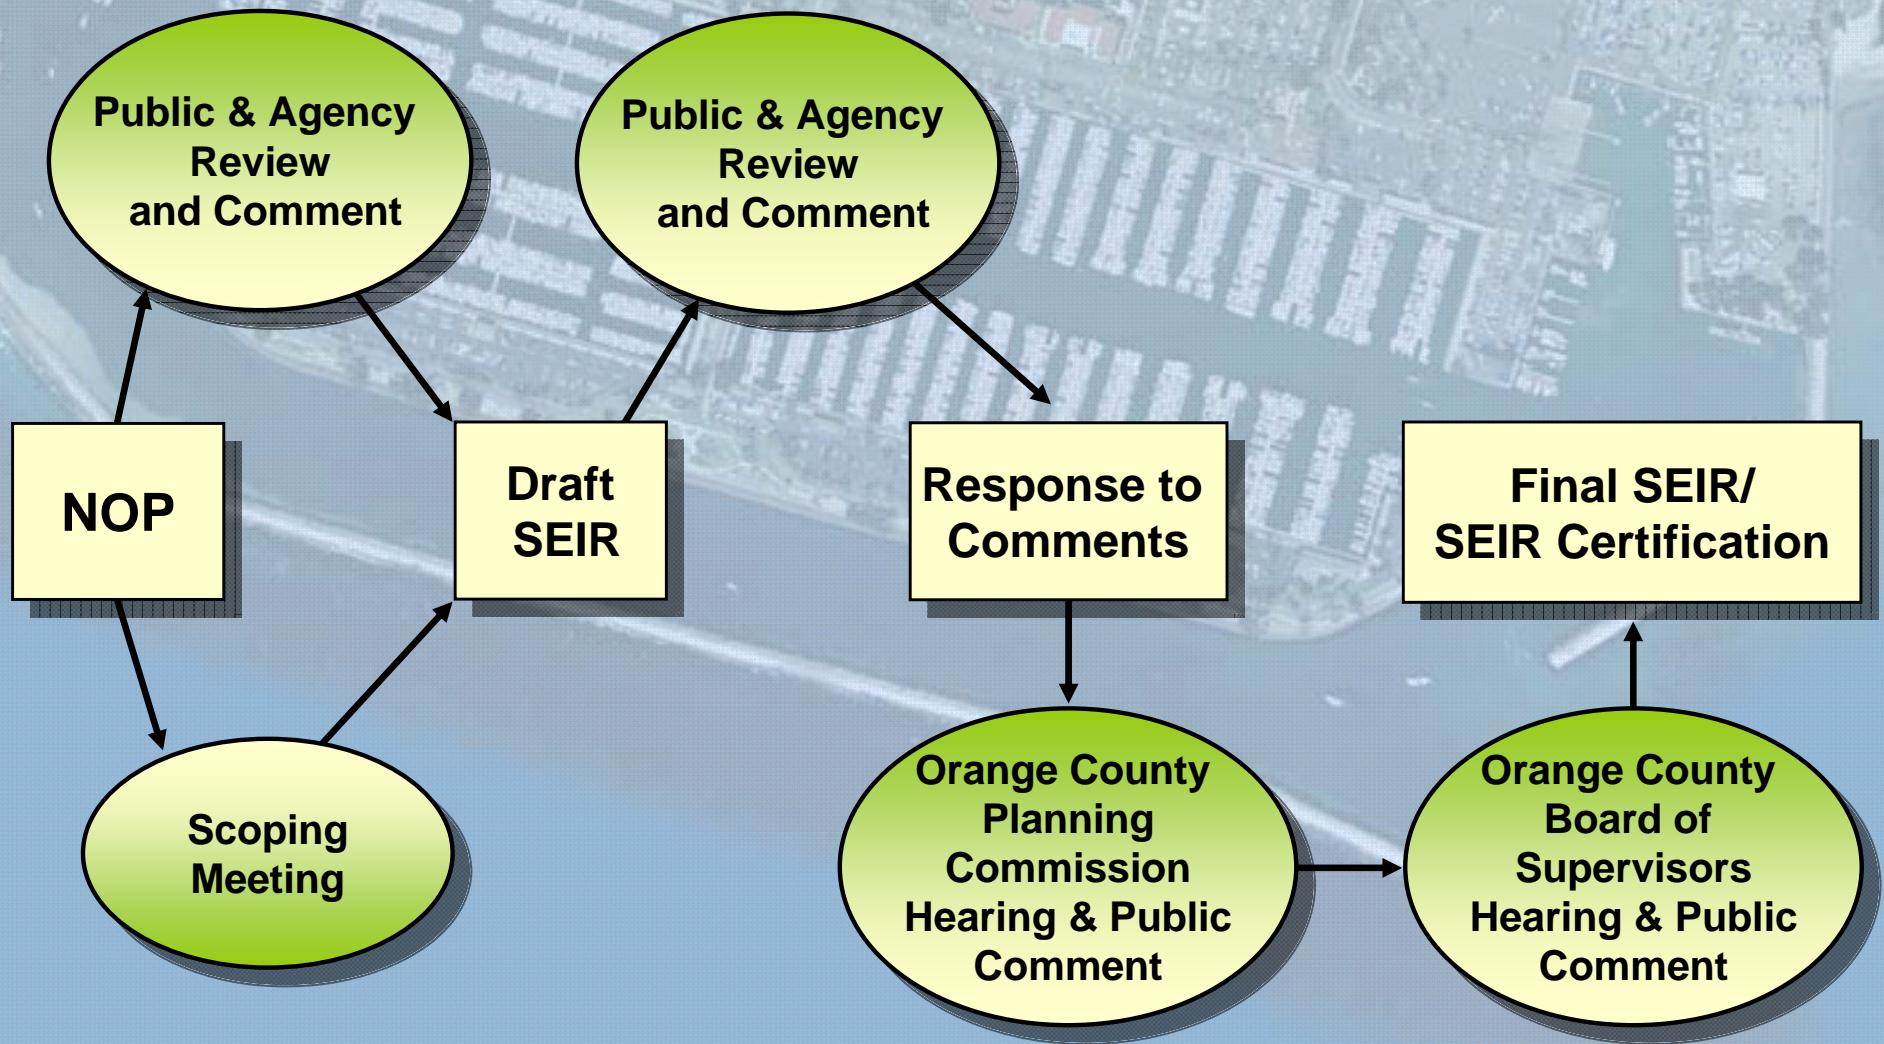 Public & Agency
Review
and Comment
Public & Agency
Review
and Comment
NOP
Draft
SEIR
Response to
Comments
Final SEIR/
SEIR Certification
Scoping
Meeting
Orange County
Planning
Commission
Hearing & Public
Comment
Orange County
Board of
Supervisors
Hearing & Public
Comment